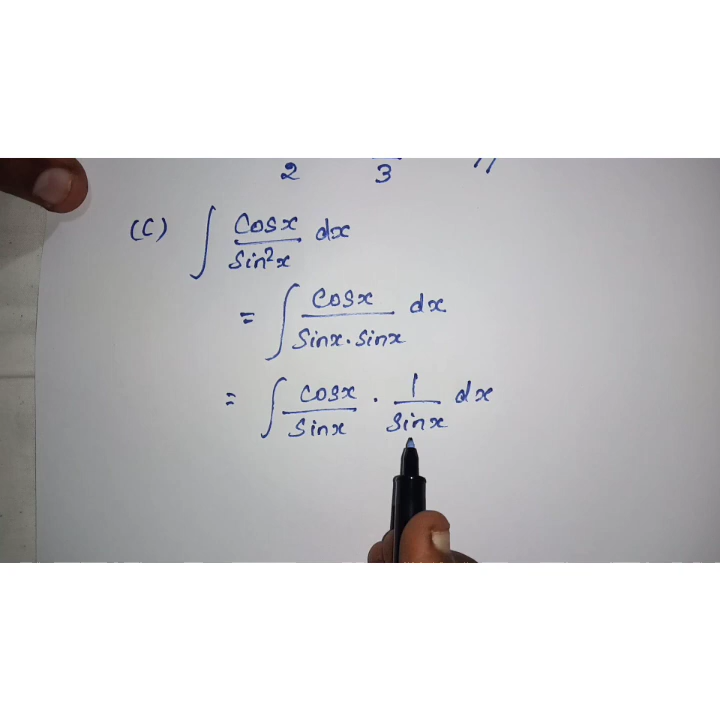 2 3 "
(C) ∫ Cosx/Sin²x dx
= ∫ Cosx/Sinx·Sinx dx
= ∫ Cosx/Sinx · 1/Sinx dx